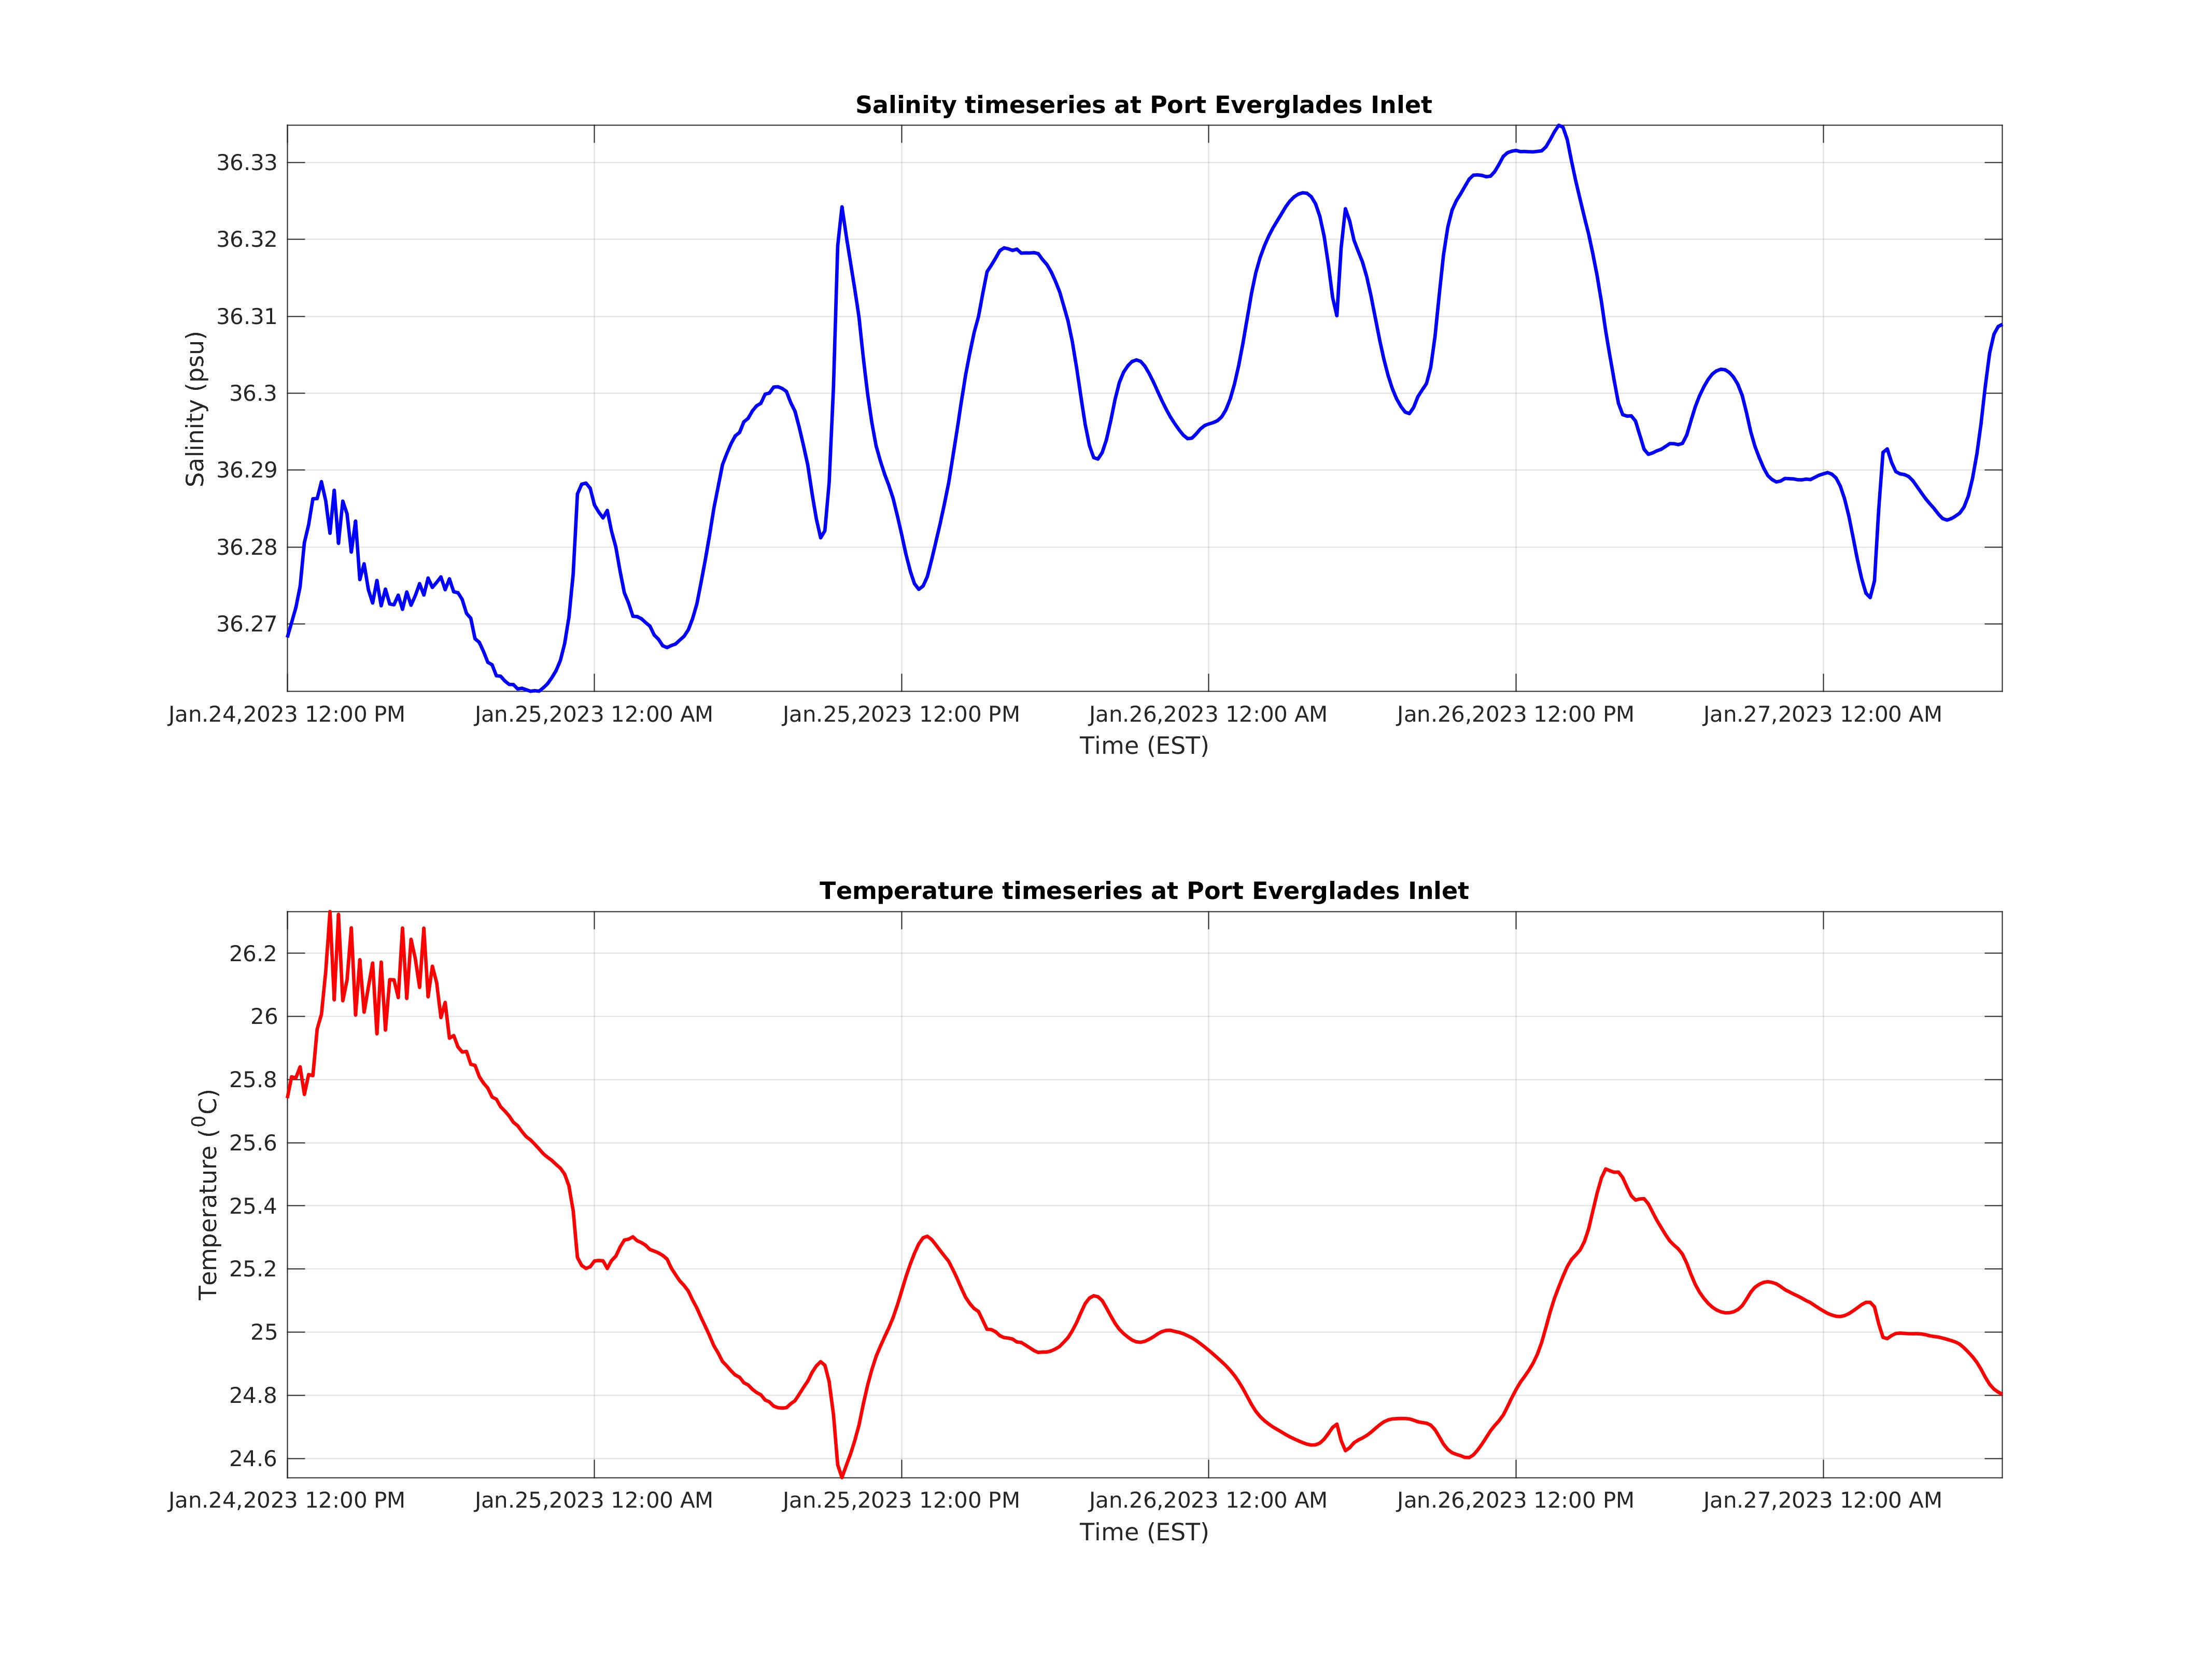 Salinity timeseries at Port Everglades Inlet
36.33
36.32
36.31
36.3
36.29
36.28
36.27
Salinity (psu)
Jan.24,2023 12:00 PM Jan.25,2023 12:00 AM Jan.25,2023 12:00 PM Jan.26,2023 12:00 AM Jan.26,2023 12:00 PM Jan.27,2023 12:00 AM
Time (EST)
Temperature timeseries at Port Everglades Inlet
26.2
26
25.8
25.6
25.4
25.2
25
24.8
24.6
Temperature (⁰C)
Jan.24,2023 12:00 PM Jan.25,2023 12:00 AM Jan.25,2023 12:00 PM Jan.26,2023 12:00 AM Jan.26,2023 12:00 PM Jan.27,2023 12:00 AM
Time (EST)